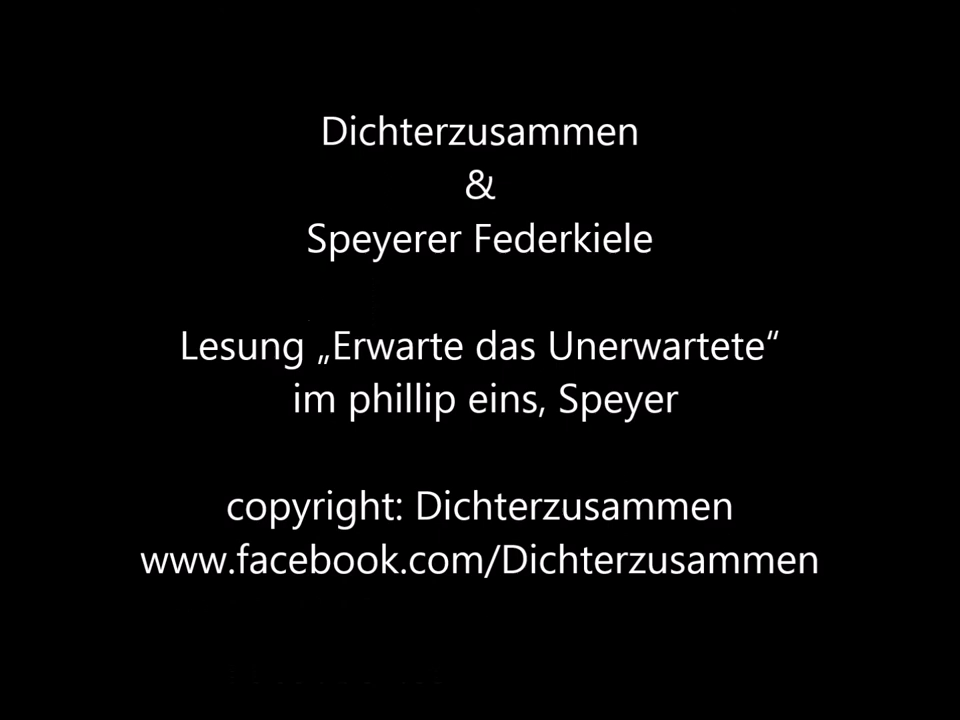 Dichterzusammen
&
Speyerer Federkiele
Lesung „Erwarte das Unerwartete“
im phillip eins, Speyer
copyright: Dichterzusammen
www.facebook.com/Dichterzusammen